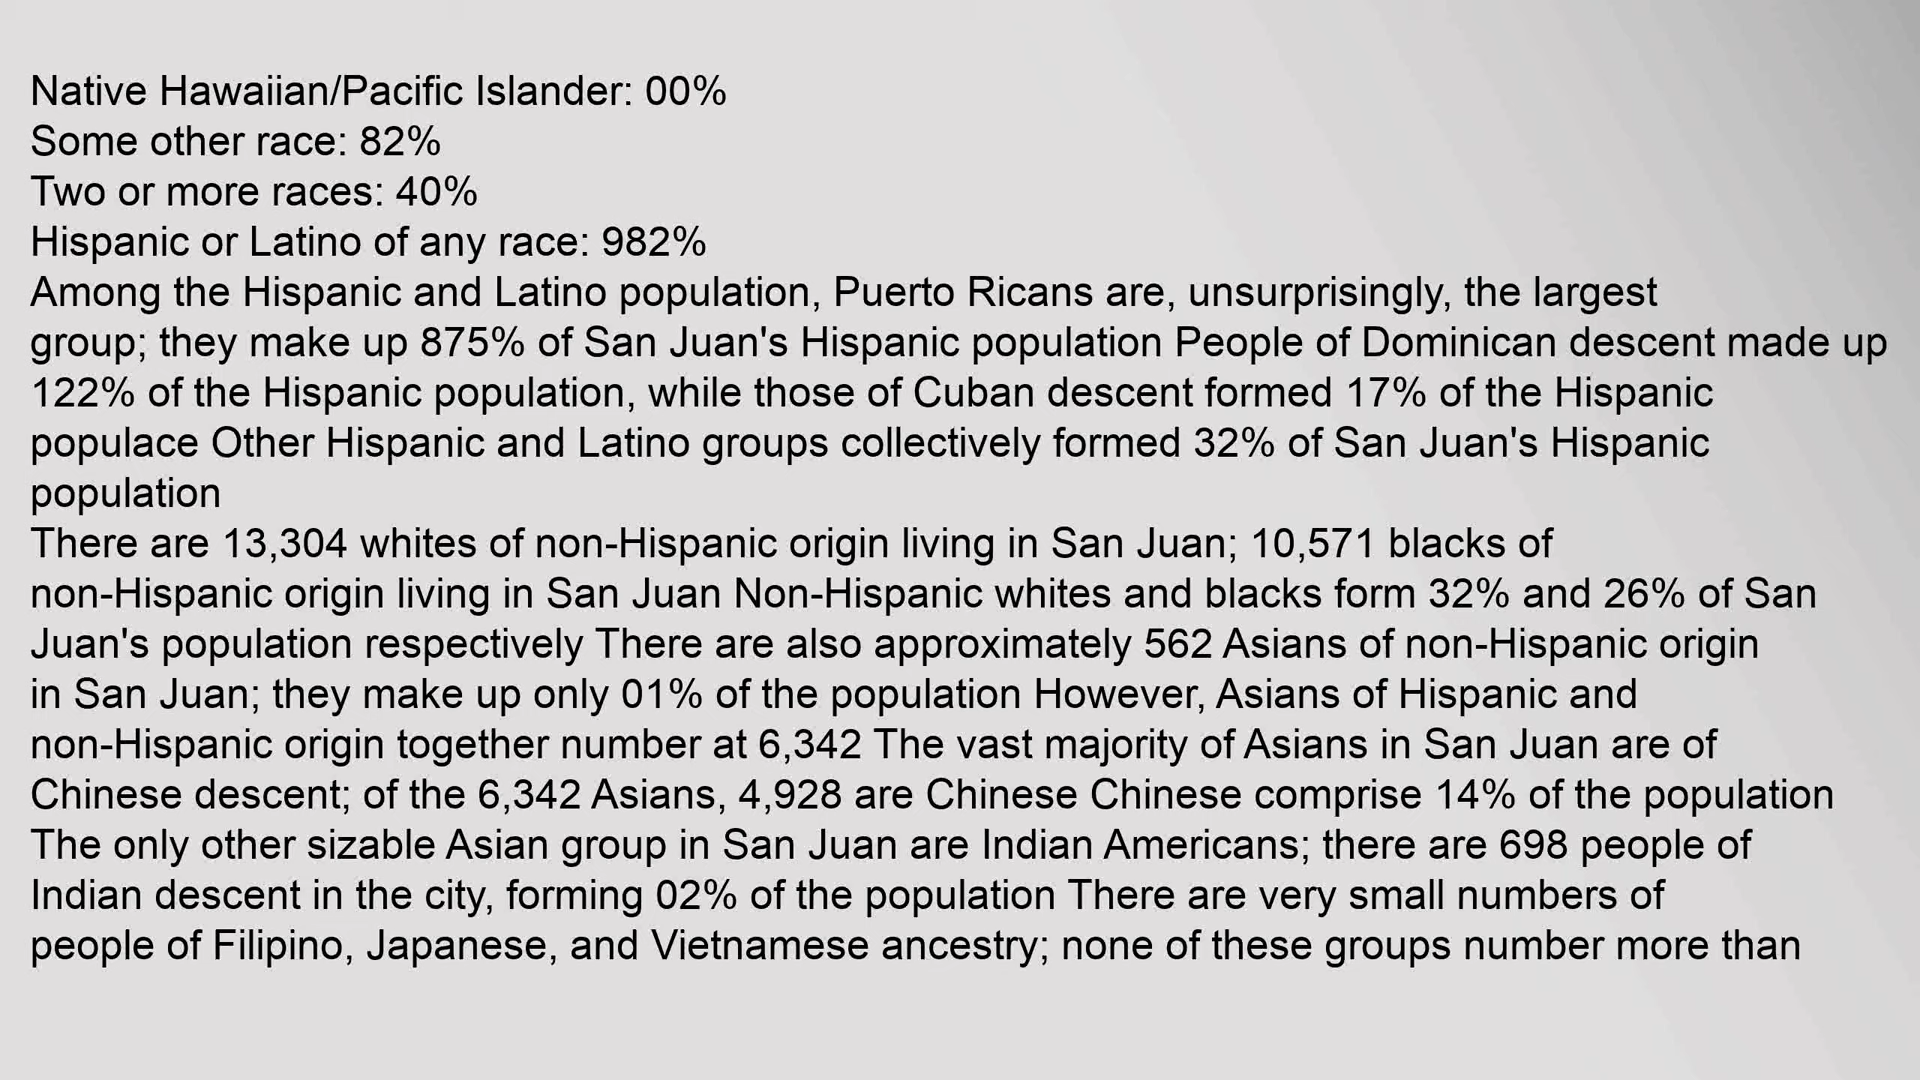 Native Hawaiian/Pacific Islander: 00%
Some other race: 82%
Two or more races: 40%
Hispanic or Latino of any race: 982%
Among the Hispanic and Latino population, Puerto Ricans are, unsurprisingly, the largest
group; they make up 875% of San Juan's Hispanic population People of Dominican descent made up
122% of the Hispanic population, while those of Cuban descent formed 17% of the Hispanic
populace Other Hispanic and Latino groups collectively formed 32% of San Juan's Hispanic
population
There are 13,304 whites of non-Hispanic origin living in San Juan; 10,571 blacks of
non-Hispanic origin living in San Juan Non-Hispanic whites and blacks form 32% and 26% of San
Juan's population respectively There are also approximately 562 Asians of non-Hispanic origin
in San Juan; they make up only 01% of the population However, Asians of Hispanic and
non-Hispanic origin together number at 6,342 The vast majority of Asians in San Juan are of
Chinese descent; of the 6,342 Asians, 4,928 are Chinese Chinese comprise 14% of the population
The only other sizable Asian group in San Juan are Indian Americans; there are 698 people of
Indian descent in the city, forming 02% of the population There are very small numbers of
people of Filipino, Japanese, and Vietnamese ancestry; none of these groups number more than